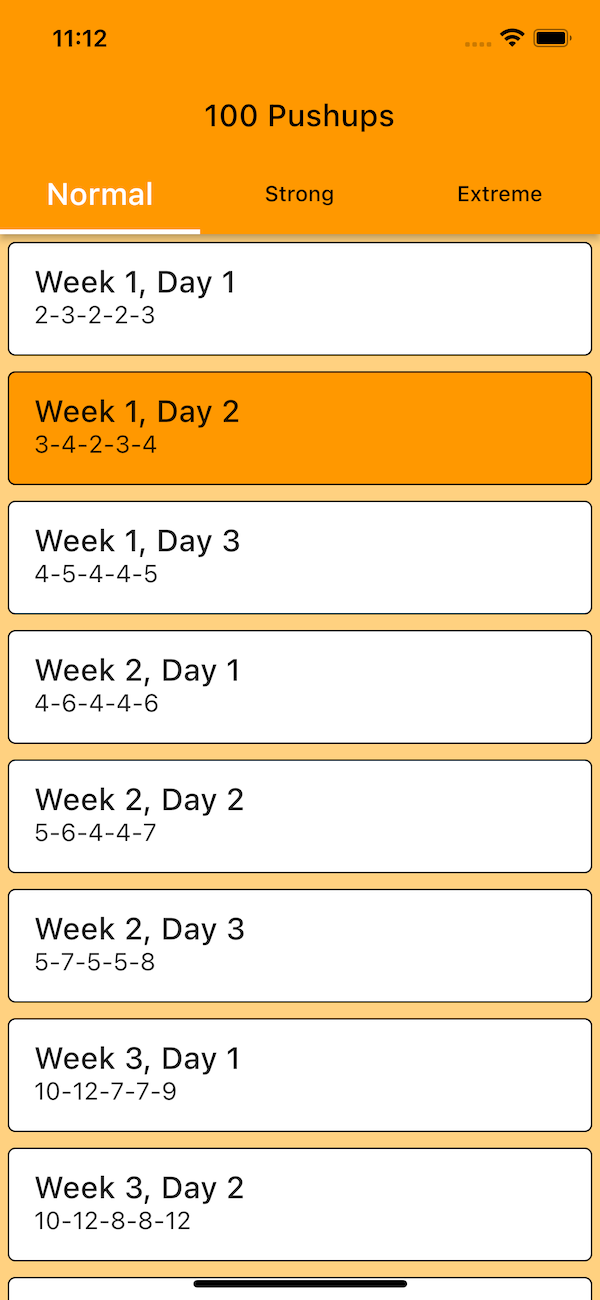 11:12
100 Pushups
Normal Strong Extreme
Week 1, Day 1
2-3-2-2-3
Week 1, Day 2
3-4-2-3-4
Week 1, Day 3
4-5-4-4-5
Week 2, Day 1
4-6-4-4-6
Week 2, Day 2
5-6-4-4-7
Week 2, Day 3
5-7-5-5-8
Week 3, Day 1
10-12-7-7-9
Week 3, Day 2
10-12-8-8-12